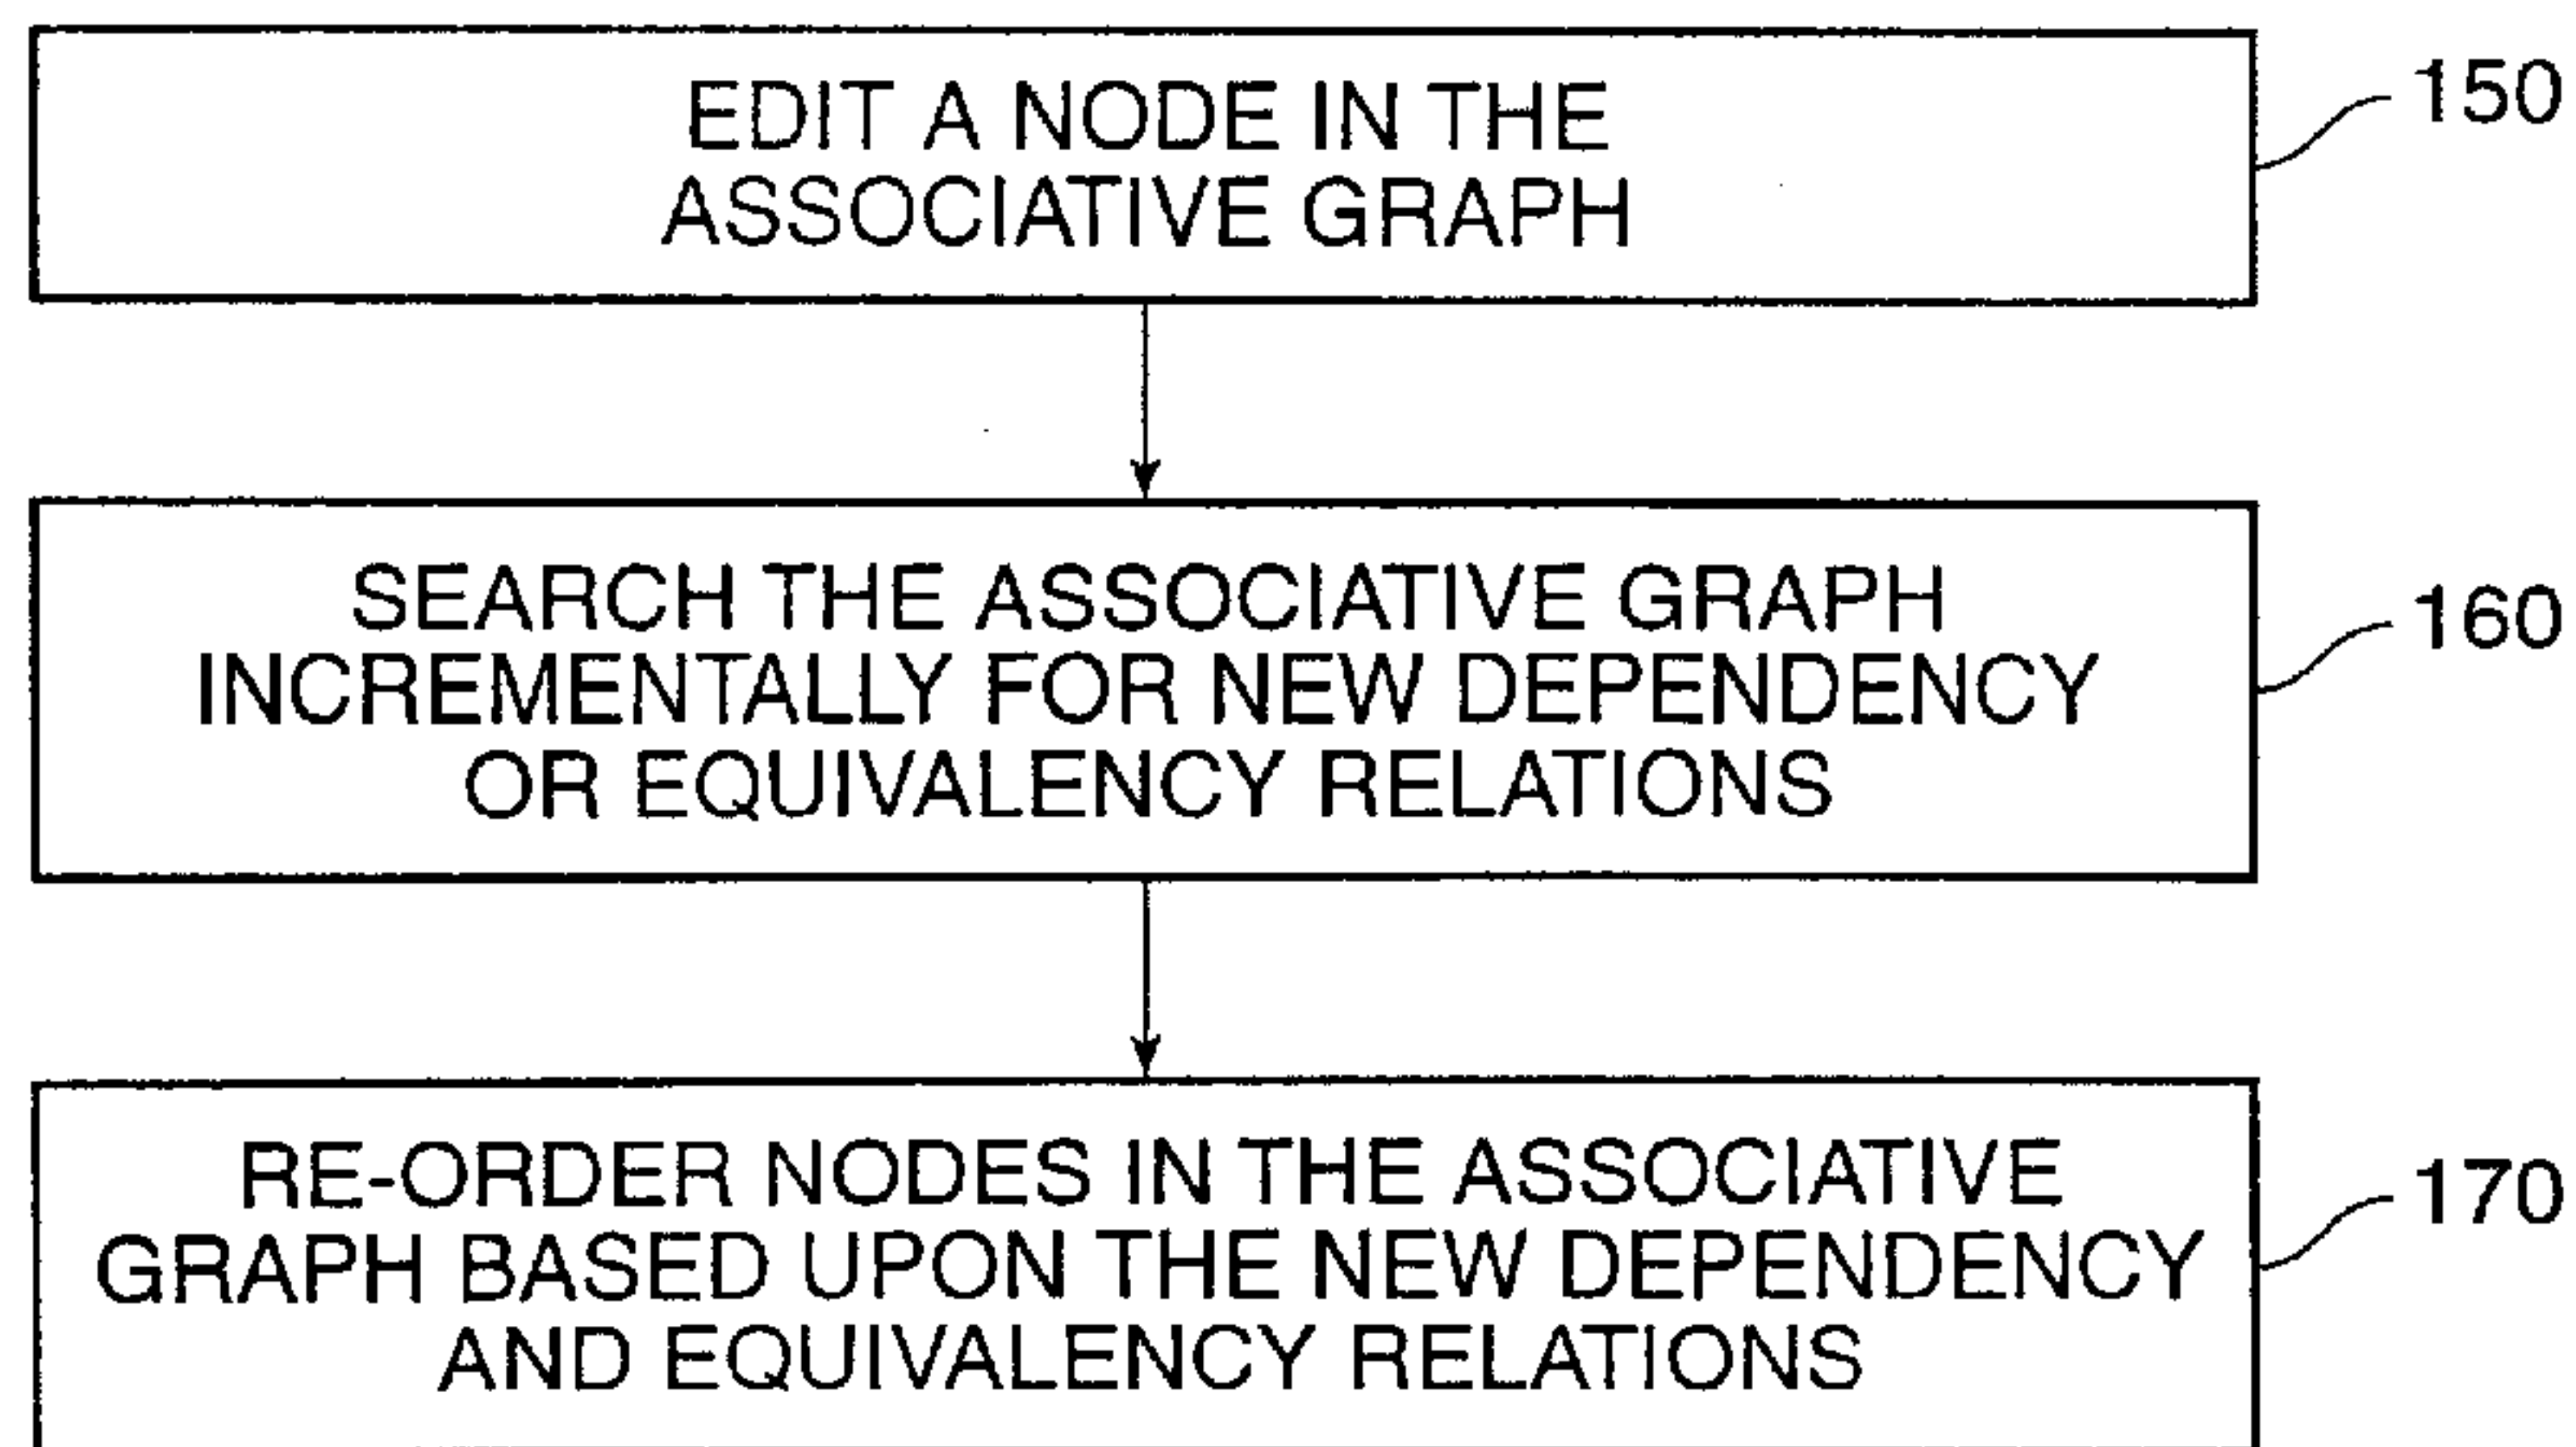 EDIT A NODE IN THE
ASSOCIATIVE GRAPH
150
SEARCH THE ASSOCIATIVE GRAPH
INCREMENTALLY FOR NEW DEPENDENCY
OR EQUIVALENCY RELATIONS
160
RE-ORDER NODES IN THE ASSOCIATIVE
GRAPH BASED UPON THE NEW DEPENDENCY
AND EQUIVALENCY RELATIONS
170